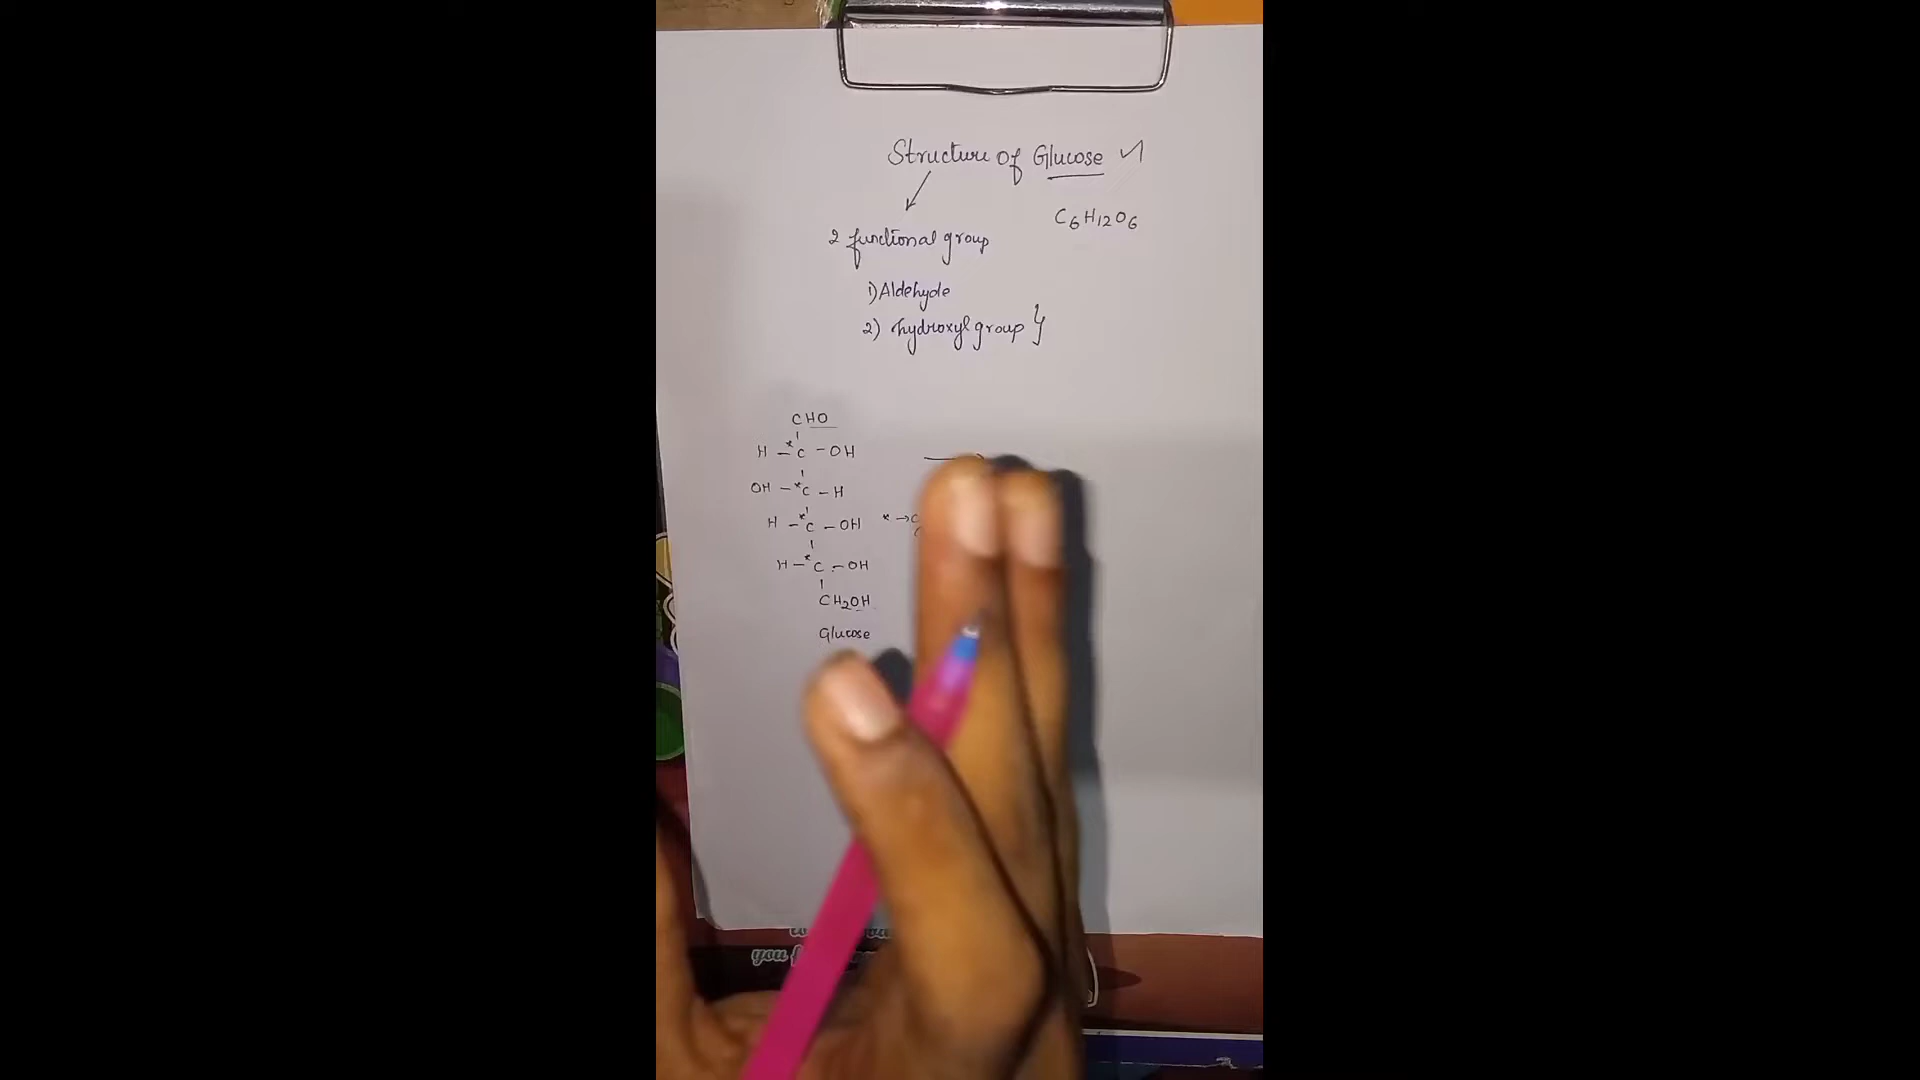 Structure of Glucose
C6H12O6
2 functional group
1) Aldehyde
2) hydroxyl group }
CHO
H - *C - OH
OH - *C - H
H - *C - OH * → C
H - *C - OH
CH2OH
Glucose
you f